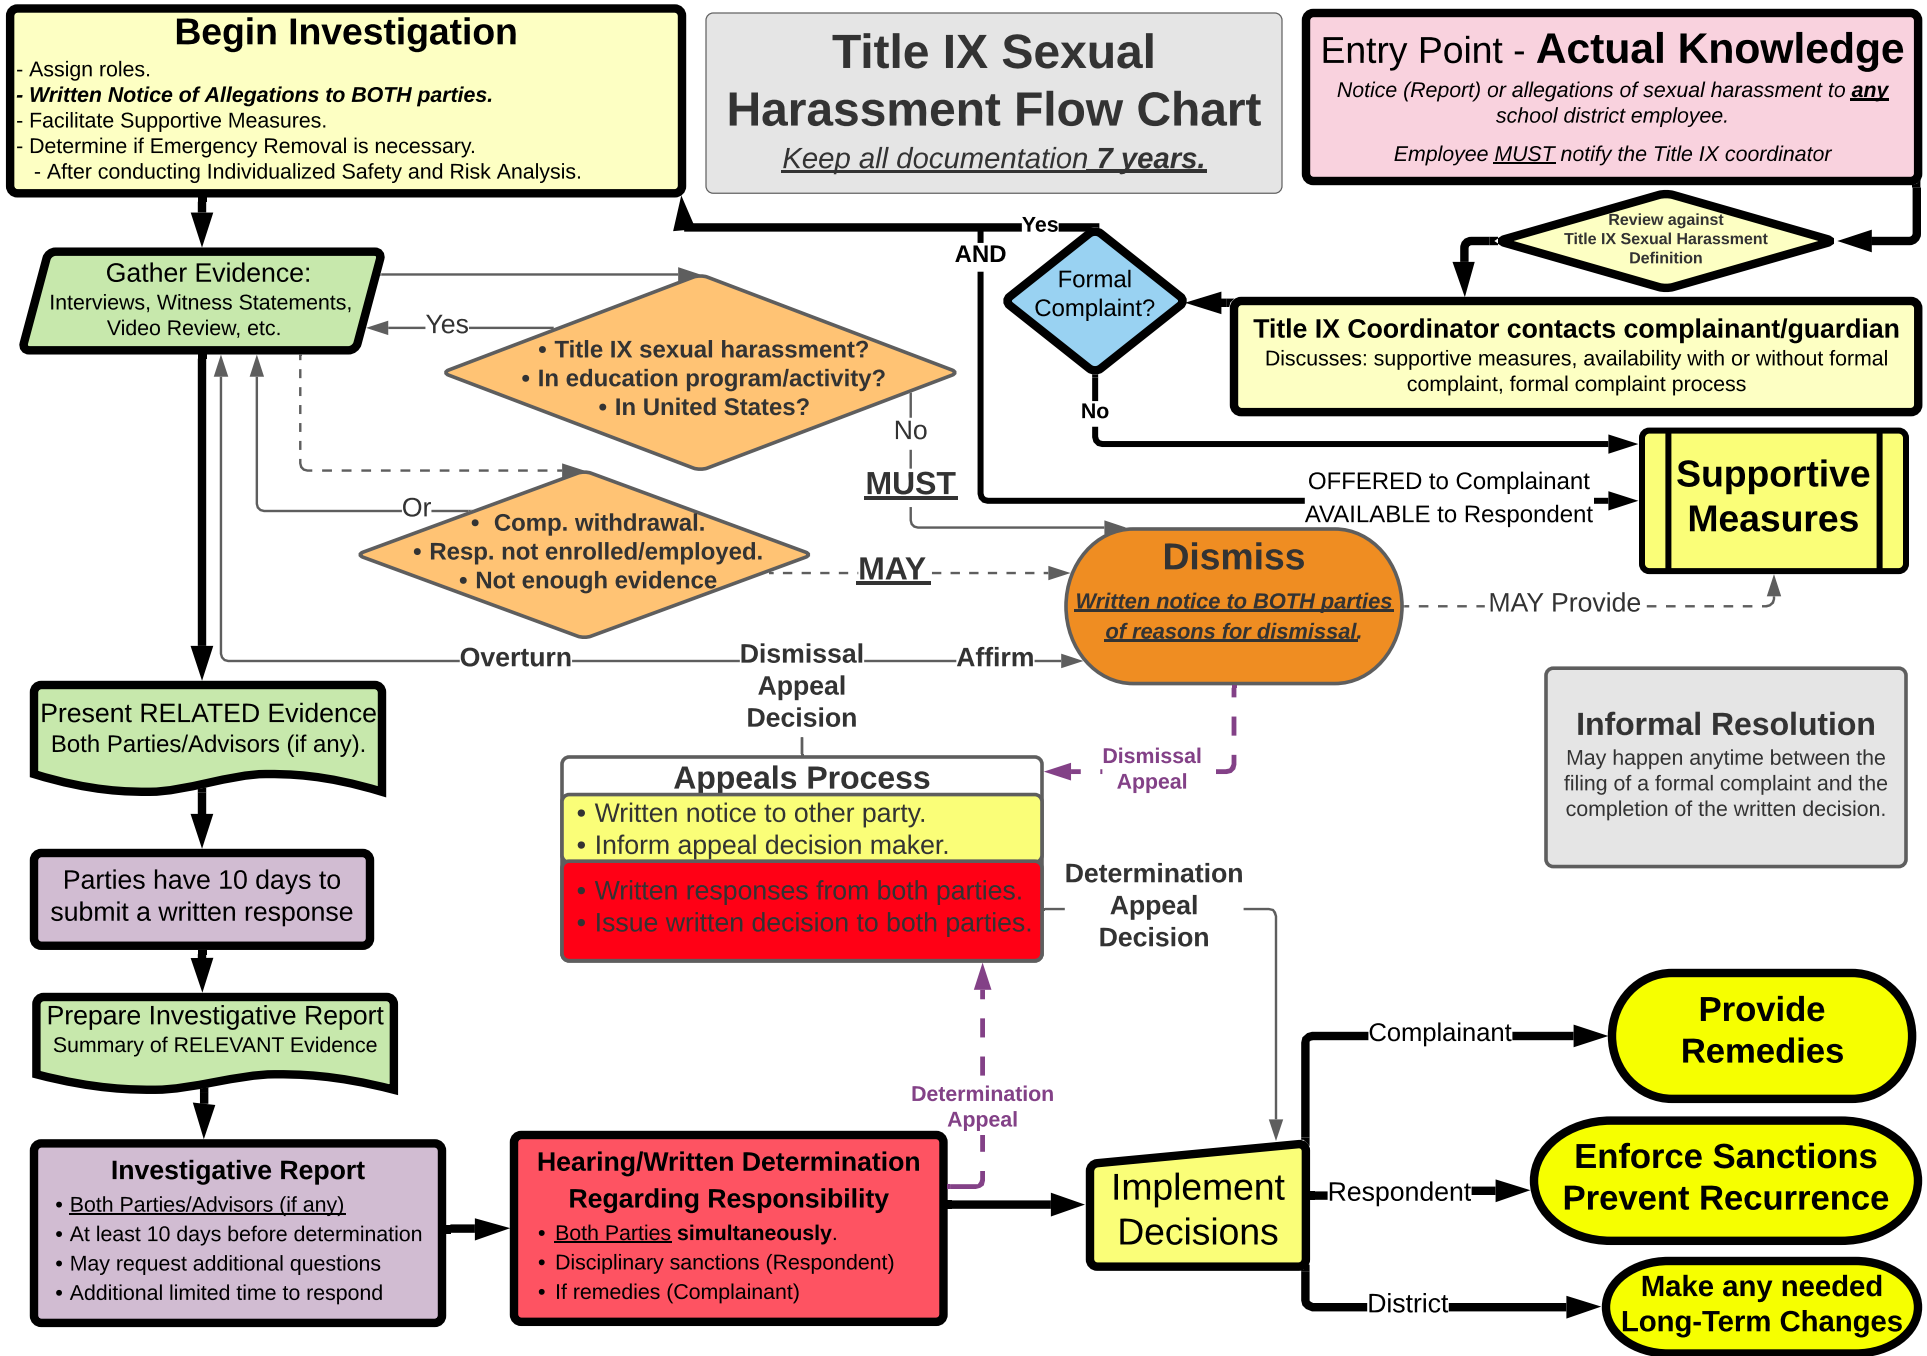 Begin Investigation
- Assign roles.
- Written Notice of Allegations to BOTH parties.
- Facilitate Supportive Measures.
- Determine if Emergency Removal is necessary.
- After conducting Individualized Safety and Risk Analysis.
Title IX Sexual
Harassment Flow Chart
Keep all documentation 7 years.
Entry Point - Actual Knowledge
Notice (Report) or allegations of sexual harassment to any
school district employee.
Employee MUST notify the Title IX coordinator
Review against
Title IX Sexual Harassment
Definition
Yes
AND
Formal
Complaint?
No
Title IX Coordinator contacts complainant/guardian
Discusses: supportive measures, availability with or without formal
complaint, formal complaint process
Gather Evidence:
Interviews, Witness Statements,
Video Review, etc.
Yes
• Title IX sexual harassment?
• In education program/activity?
• In United States?
No
MUST
OFFERED to Complainant
AVAILABLE to Respondent
Supportive
Measures
Or
• Comp. withdrawal.
• Resp. not enrolled/employed.
• Not enough evidence
MAY
Dismiss
Written notice to BOTH parties
of reasons for dismissal.
MAY Provide
Overturn
Dismissal
Appeal
Decision
Affirm
Present RELATED Evidence
Both Parties/Advisors (if any).
Dismissal
Appeal
Informal Resolution
May happen anytime between the
filing of a formal complaint and the
completion of the written decision.
Appeals Process
• Written notice to other party.
• Inform appeal decision maker.
• Written responses from both parties.
• Issue written decision to both parties.
Determination
Appeal
Decision
Parties have 10 days to
submit a written response
Prepare Investigative Report
Summary of RELEVANT Evidence
Determination
Appeal
Complainant
Provide
Remedies
Investigative Report
• Both Parties/Advisors (if any)
• At least 10 days before determination
• May request additional questions
• Additional limited time to respond
Hearing/Written Determination
Regarding Responsibility
• Both Parties simultaneously.
• Disciplinary sanctions (Respondent)
• If remedies (Complainant)
Implement
Decisions
Respondent
Enforce Sanctions
Prevent Recurrence
District
Make any needed
Long-Term Changes